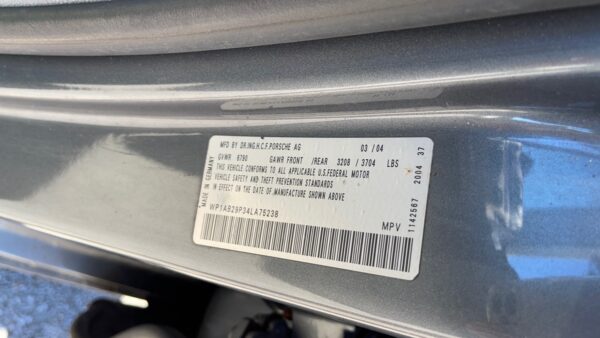 MFD BY DR.ING.H.C.F.PORSCHE AG 03/04
GVWR 6790 GAWR FRONT /REAR 3208 / 3704 LBS
THIS VEHICLE CONFORMS TO ALL APPLICABLE U.S.FEDERAL MOTOR
VEHICLE SAFETY AND THEFT PREVENTION STANDARDS
IN EFFECT ON THE DATE OF MANUFACTURE SHOWN ABOVE
WP1AB29P34LA75238 MPV
MADE IN GERMANY
1142567 2004 37